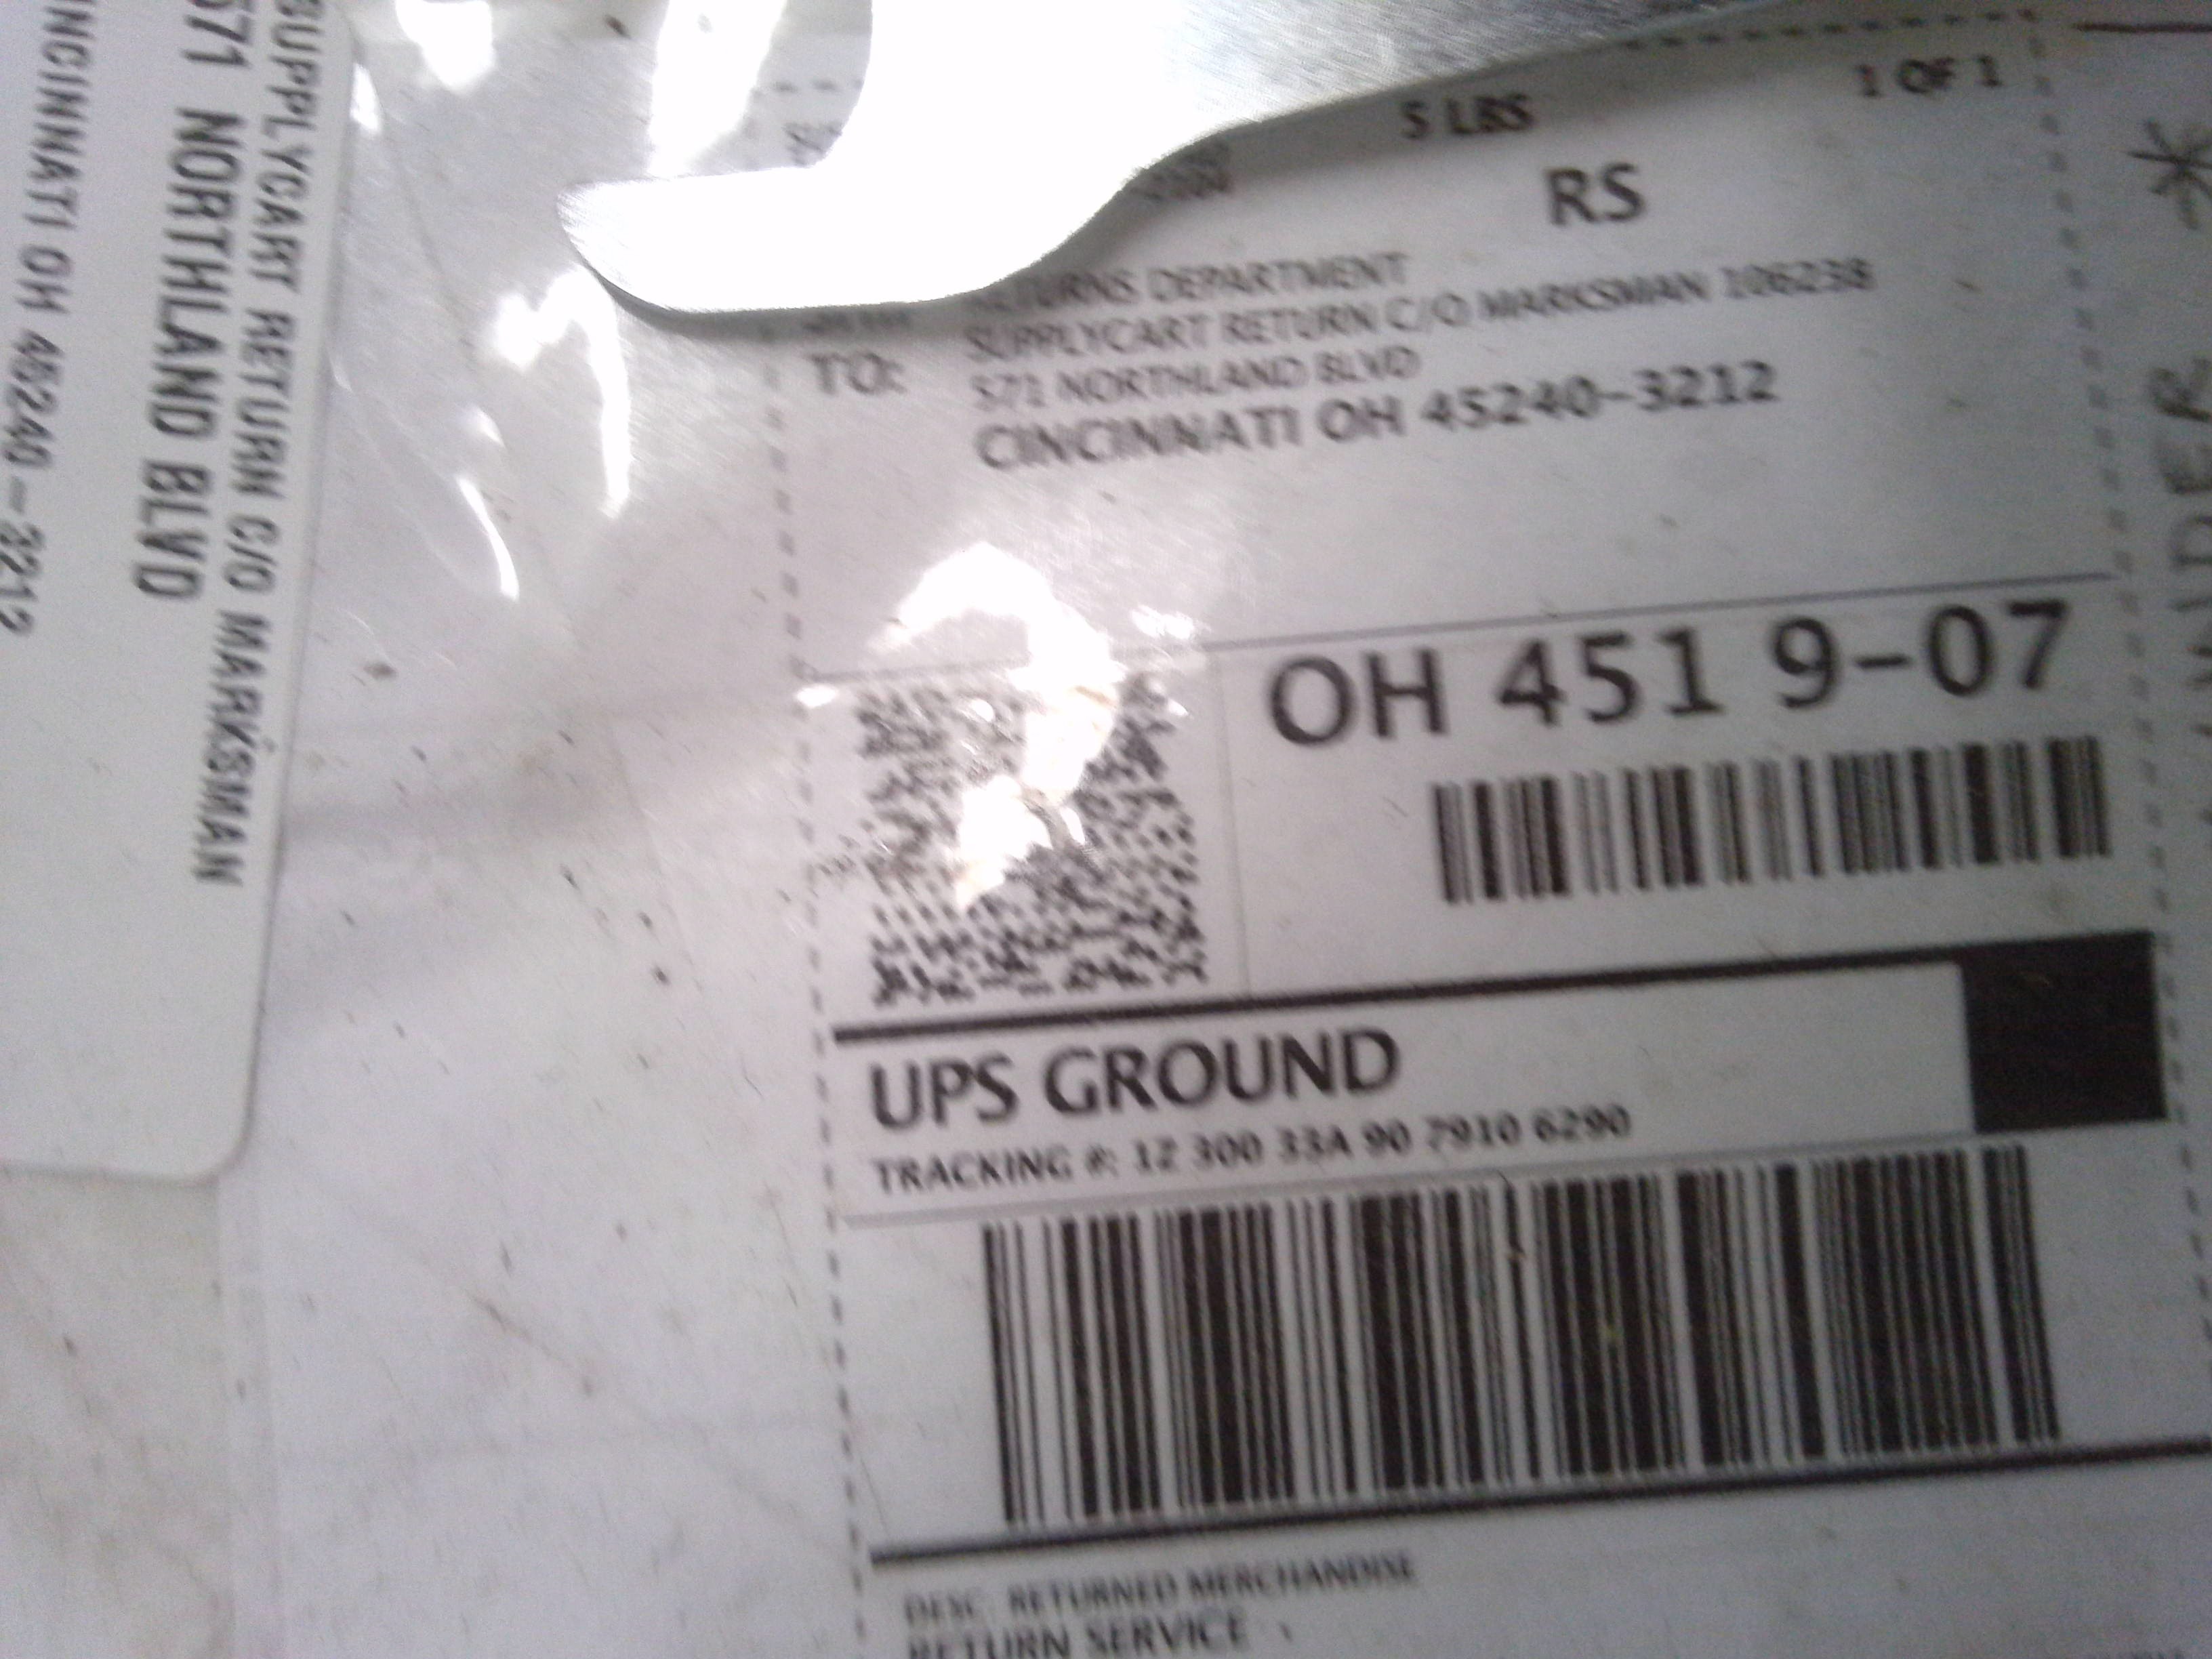 SUPPLYCART RETURN C/O MARKSMAN
571 NORTHLAND BLVD
INCINNATI OH 45240-3212
5 LBS
1 OF 1
RS
RETURNS DEPARTMENT
TO:
SUPPLYCART RETURN C/O MARKSMAN 106238
571 NORTHLAND BLVD
CINCINNATI OH 45240-3212
OH 451 9-07
UPS GROUND
TRACKING #: 1Z 300 33A 90 7910 6290
DESC: RETURNED MERCHANDISE
RETURN SERVICE